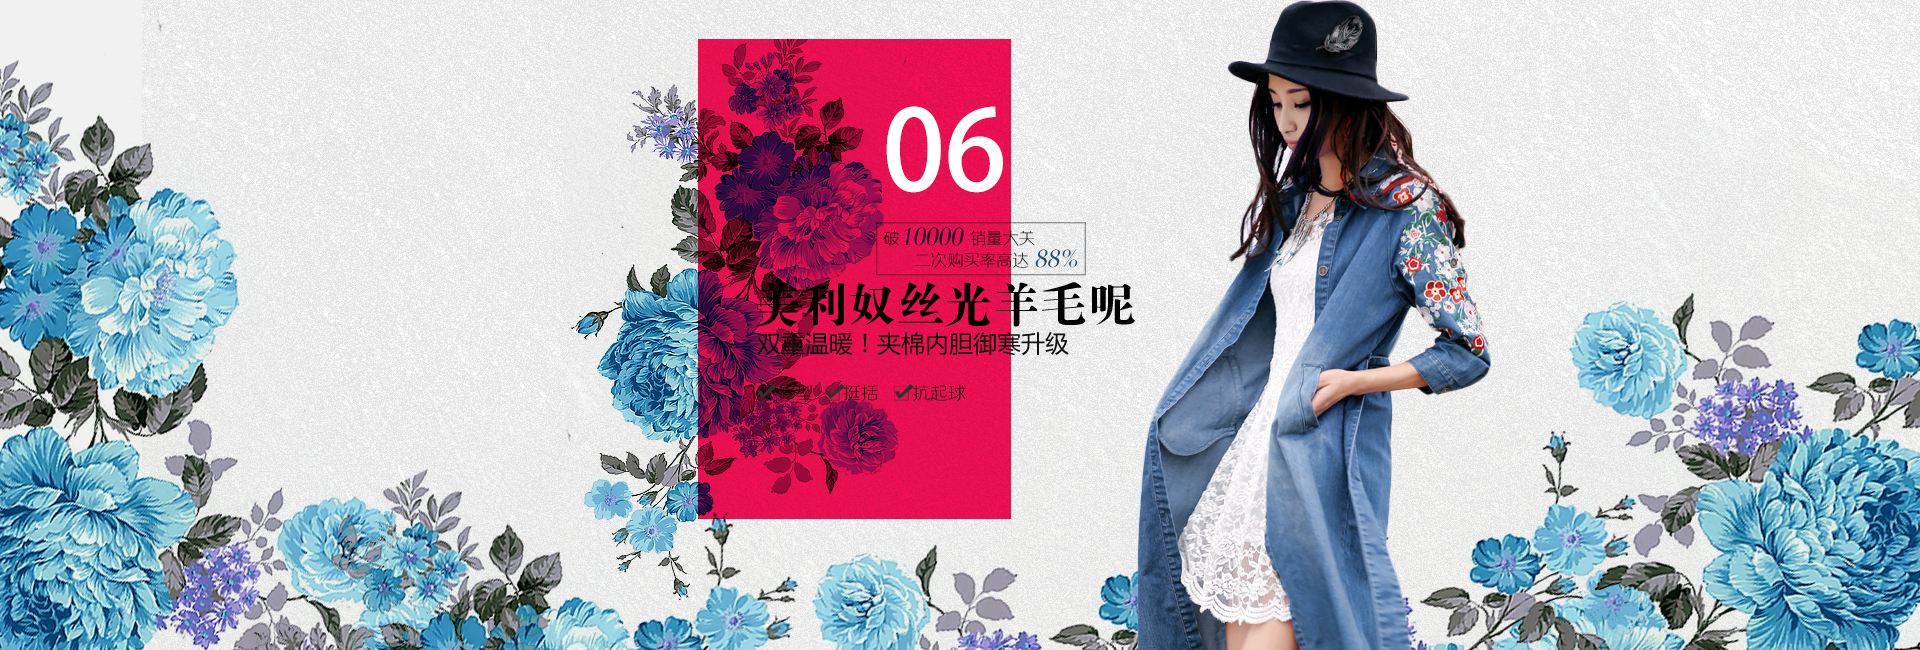 06
破10000 销量大关
二次购买率高达 88%
美利奴丝光羊毛呢
双重温暖！夹棉内胆御寒升级
挺括 抗起球